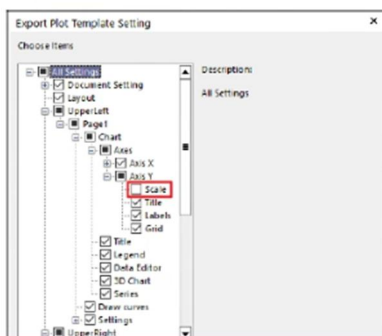 Export Plot Template Setting
Choose Items
All Settings
Description:
Document Setting
All Settings
Layout
UpperLeft
Page1
Chart
Axes
Axis X
Axis Y
Scale
Title
Labels
Grid
Title
Legend
Data Editor
3D Chart
Series
Draw curves
Settings
UpperRight